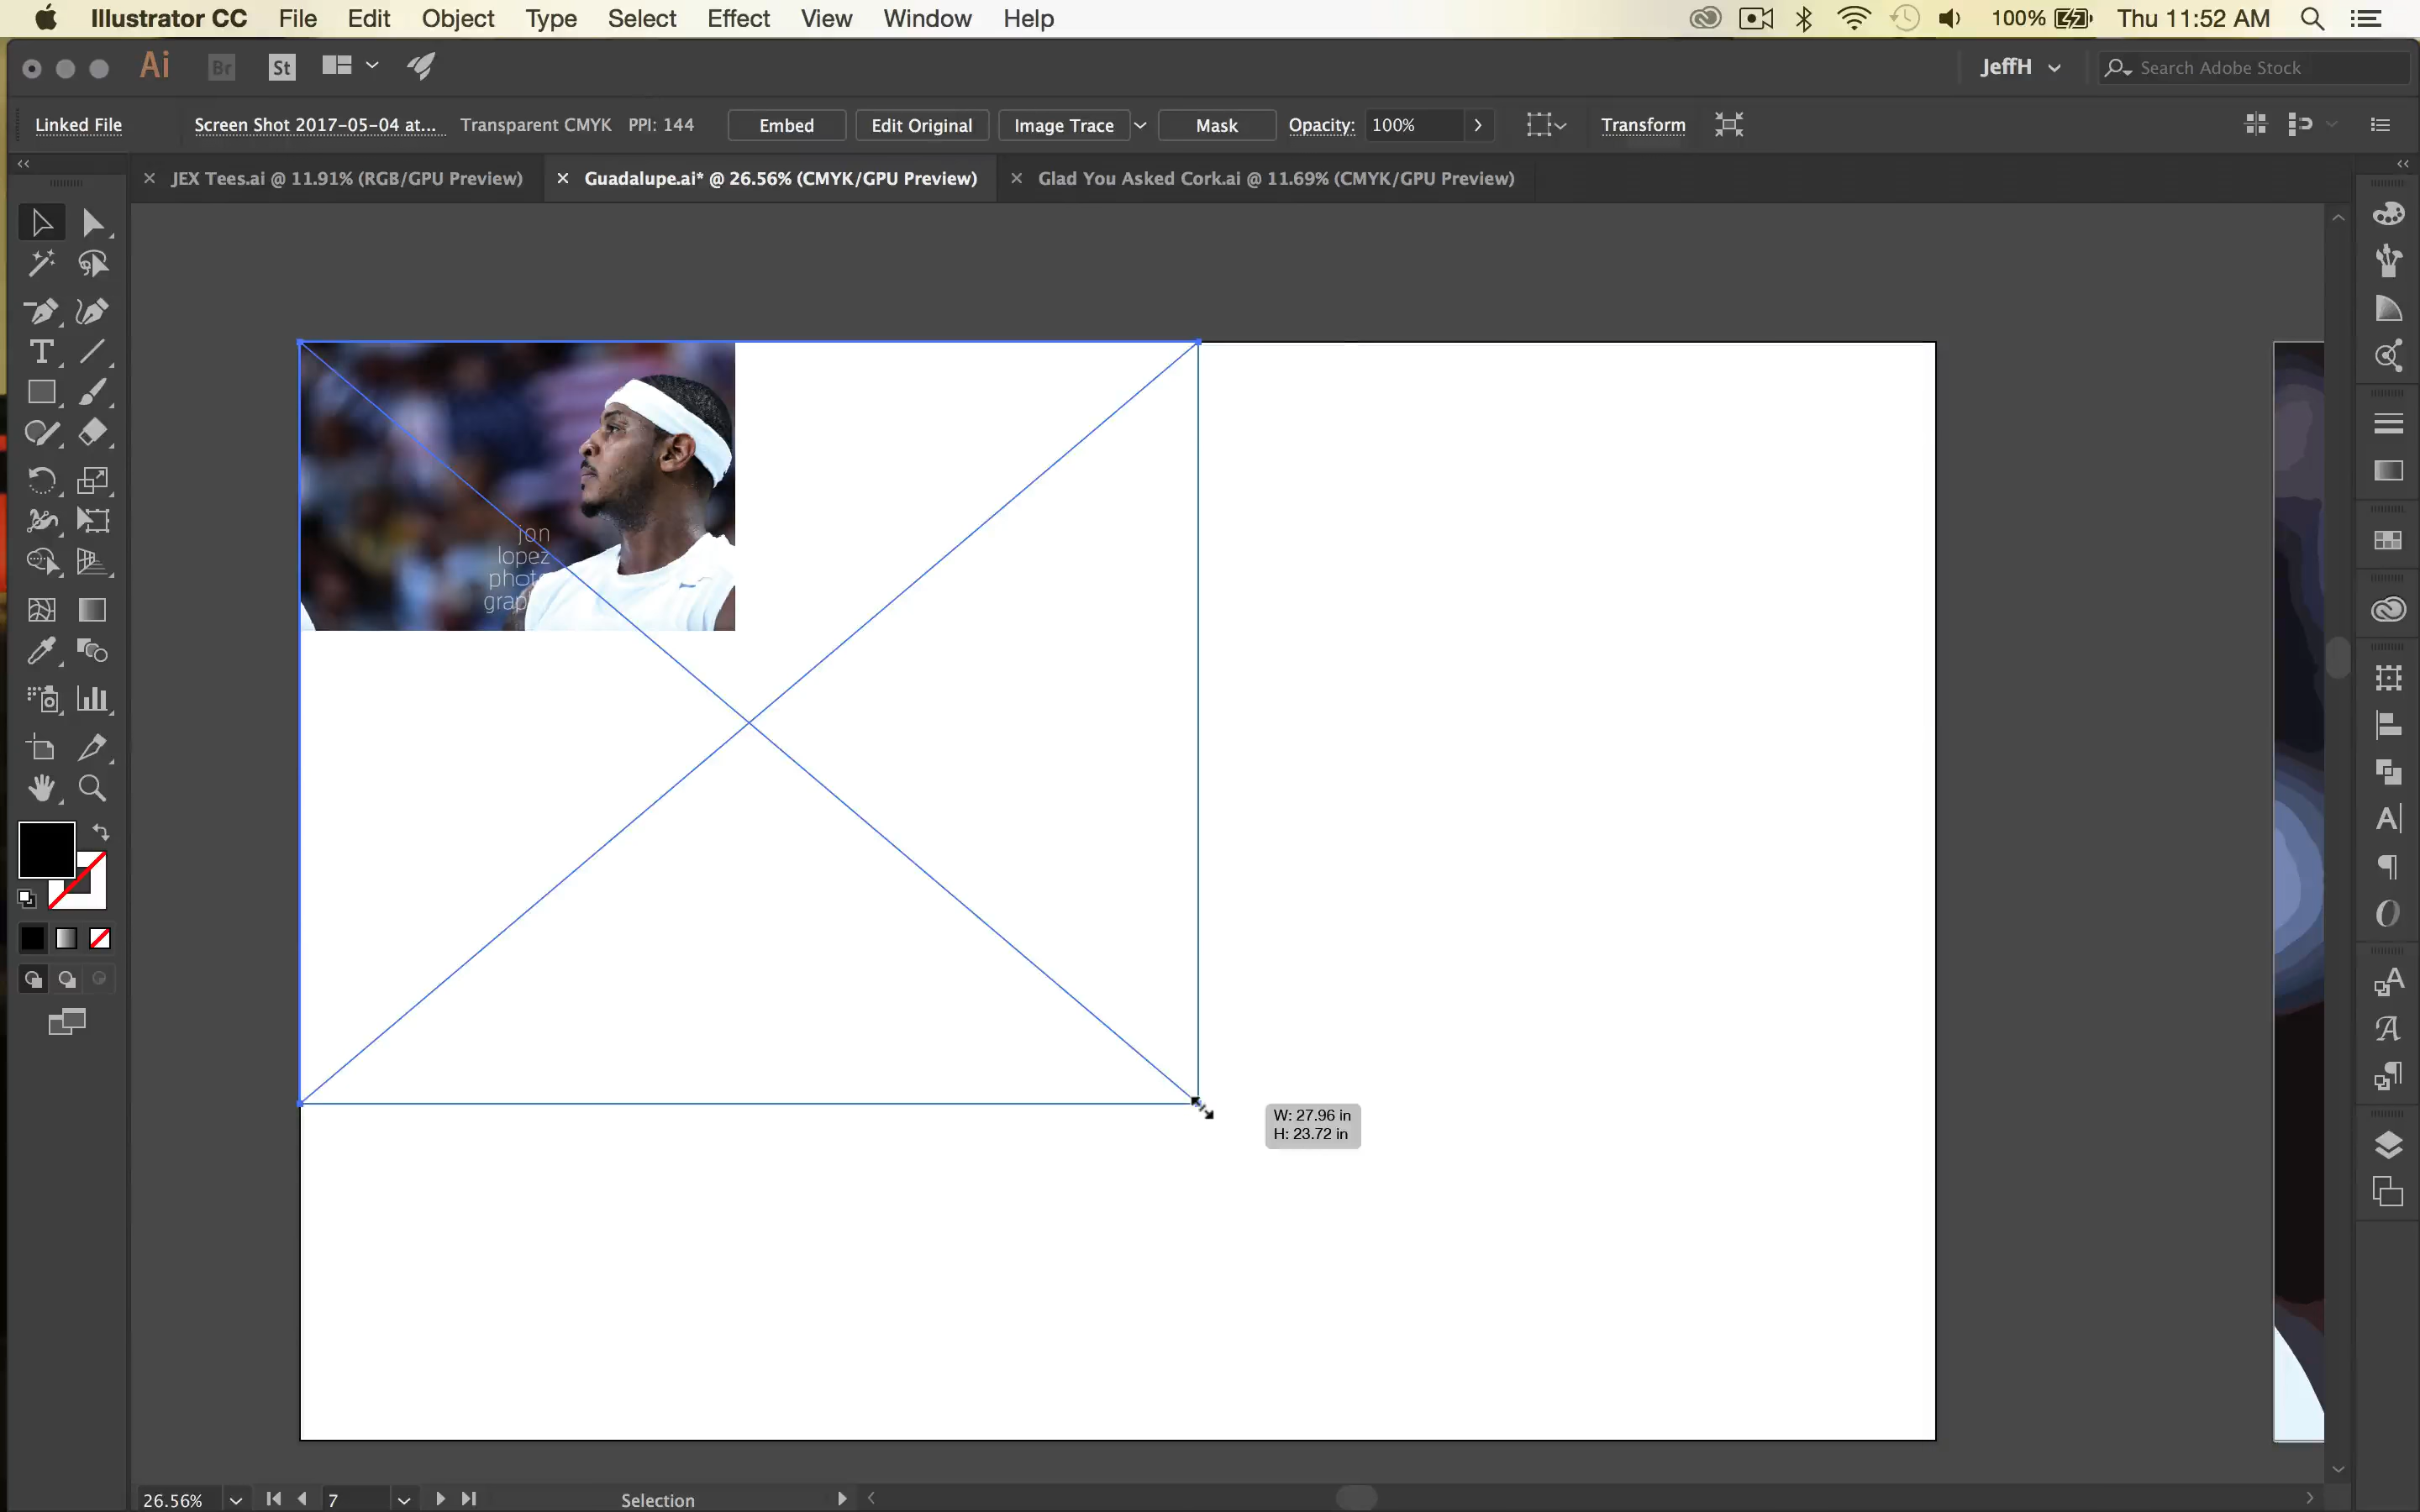 Illustrator CC File Edit Object Type Select Effect View Window Help 100% Thu 11:52 AM
Ai Br St JeffH Search Adobe Stock
Linked File Screen Shot 2017-05-04 at... Transparent CMYK PPI: 144 Embed Edit Original Image Trace Mask Opacity: 100% Transform
JEX Tees.ai @ 11.91% (RGB/GPU Preview) Guadalupe.ai* @ 26.56% (CMYK/GPU Preview) Glad You Asked Cork.ai @ 11.69% (CMYK/GPU Preview)
jon
lopez
W: 27.96 in
H: 23.72 in
26.56% 7 Selection